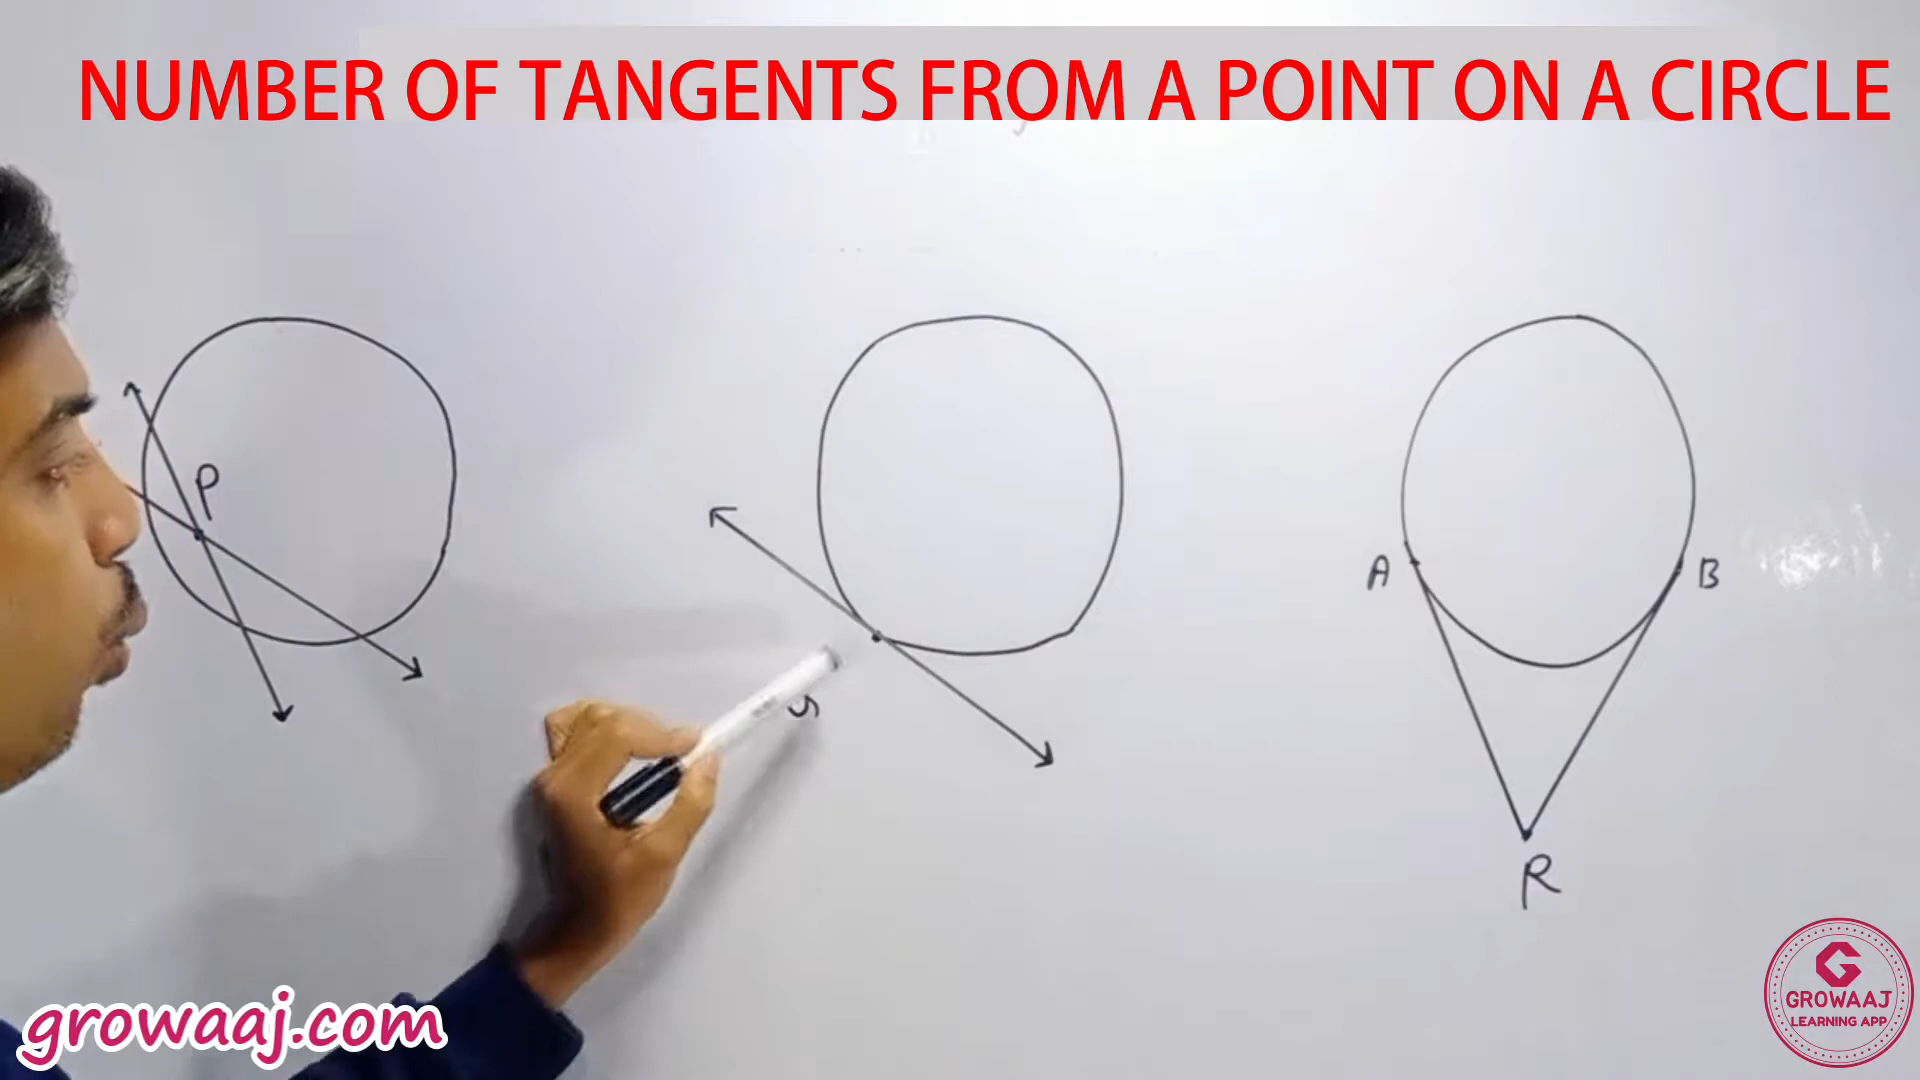 NUMBER OF TANGENTS FROM A POINT ON A CIRCLE
P
A
B
R
growaaj.com
G
GROWAAJ
LEARNING APP